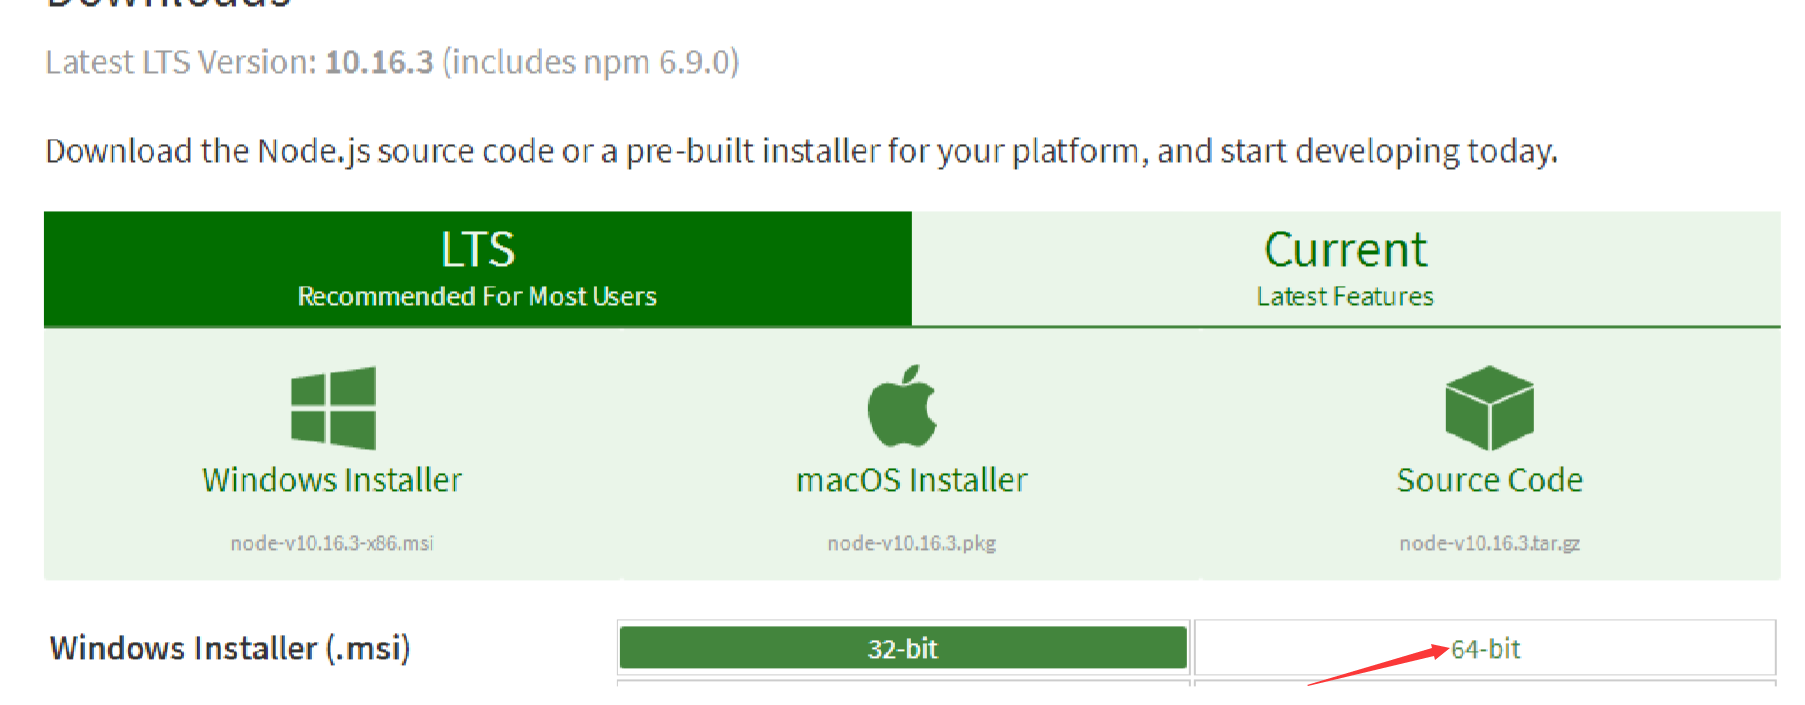 Downloads
Latest LTS Version: 10.16.3 (includes npm 6.9.0)
Download the Node.js source code or a pre-built installer for your platform, and start developing today.
LTS
Recommended For Most Users
Current
Latest Features
Windows Installer
node-v10.16.3-x86.msi
macOS Installer
node-v10.16.3.pkg
Source Code
node-v10.16.3.tar.gz
Windows Installer (.msi)
32-bit
64-bit